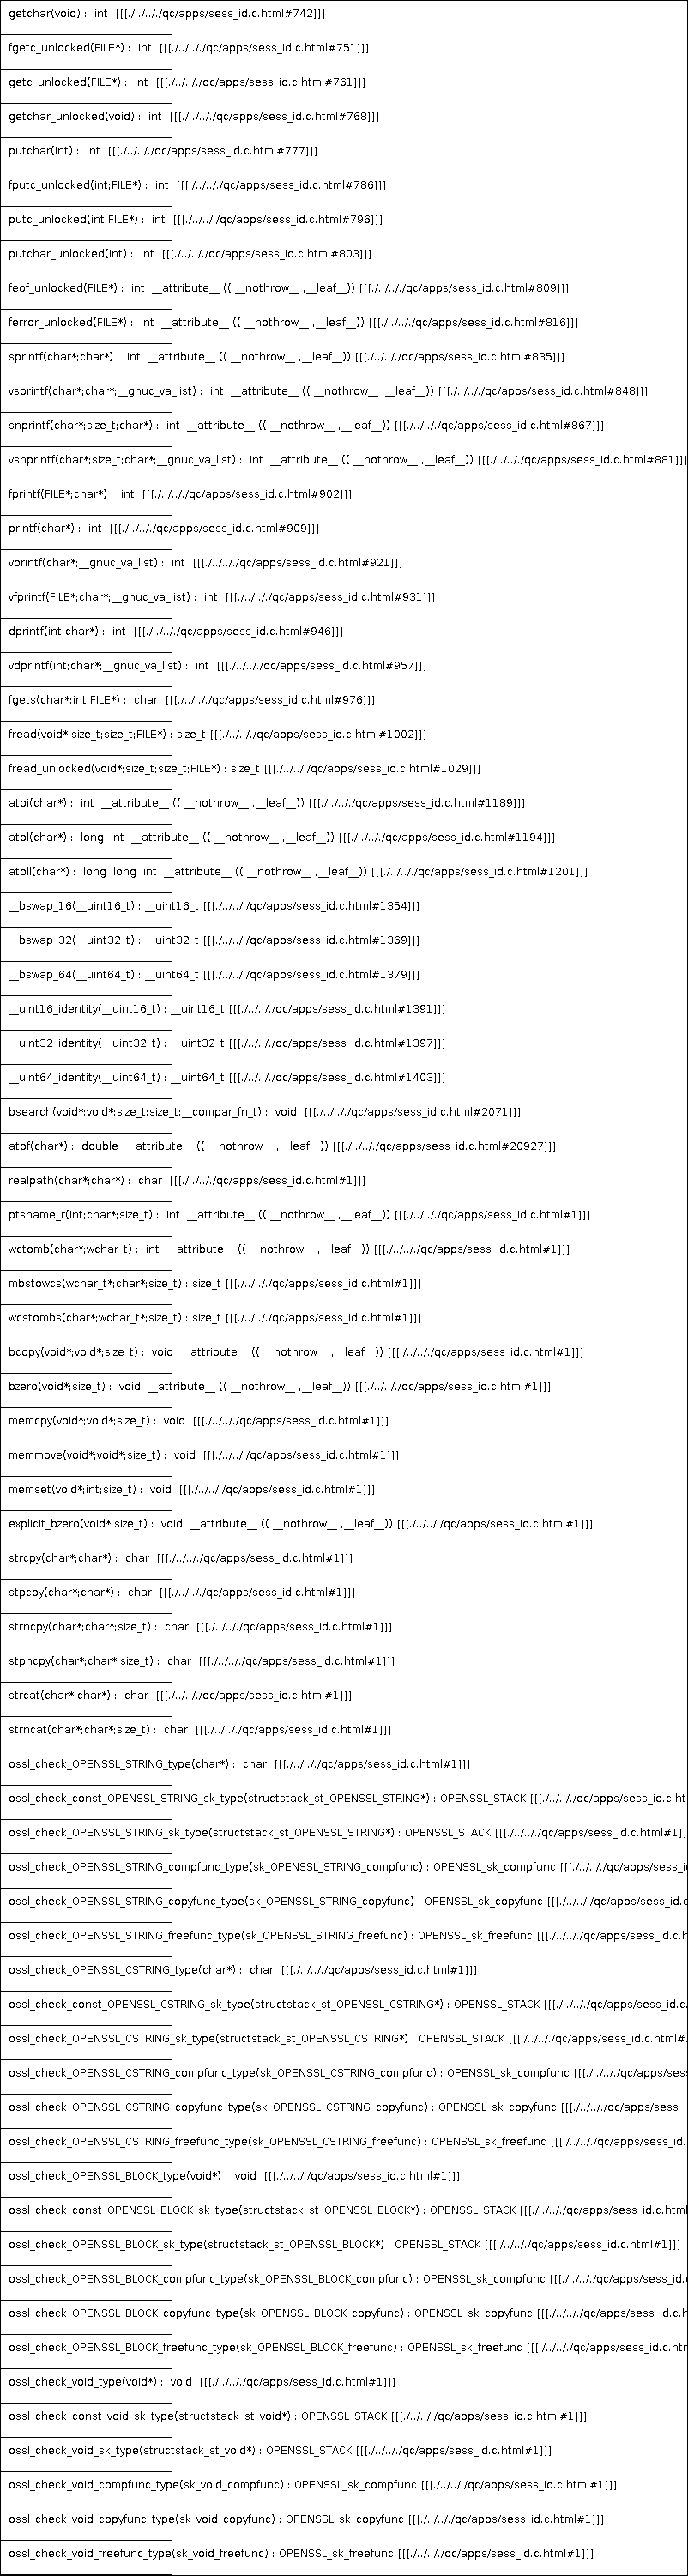 getchar(void) : int [[[./../.././qc/apps/sess_id.c.html#742]]]
fgetc_unlocked(FILE*) : int [[[./../.././qc/apps/sess_id.c.html#751]]]
getc_unlocked(FILE*) : int [[[./../.././qc/apps/sess_id.c.html#761]]]
getchar_unlocked(void) : int [[[./../.././qc/apps/sess_id.c.html#768]]]
putchar(int) : int [[[./../.././qc/apps/sess_id.c.html#777]]]
fputc_unlocked(int;FILE*) : int [[[./../.././qc/apps/sess_id.c.html#786]]]
putc_unlocked(int;FILE*) : int [[[./../.././qc/apps/sess_id.c.html#796]]]
putchar_unlocked(int) : int [[[./../.././qc/apps/sess_id.c.html#803]]]
feof_unlocked(FILE*) : int __attribute__ (( __nothrow__ ,__leaf__)) [[[./../.././qc/apps/sess_id.c.html#809]]]
ferror_unlocked(FILE*) : int __attribute__ (( __nothrow__ ,__leaf__)) [[[./../.././qc/apps/sess_id.c.html#816]]]
sprintf(char*;char*) : int __attribute__ (( __nothrow__ ,__leaf__)) [[[./../.././qc/apps/sess_id.c.html#835]]]
vsprintf(char*;char*;__gnuc_va_list) : int __attribute__ (( __nothrow__ ,__leaf__)) [[[./../.././qc/apps/sess_id.c.html#848]]]
snprintf(char*;size_t;char*) : int __attribute__ (( __nothrow__ ,__leaf__)) [[[./../.././qc/apps/sess_id.c.html#867]]]
vsnprintf(char*;size_t;char*;__gnuc_va_list) : int __attribute__ (( __nothrow__ ,__leaf__)) [[[./../.././qc/apps/sess_id.c.html#881]]]
fprintf(FILE*;char*) : int [[[./../.././qc/apps/sess_id.c.html#902]]]
printf(char*) : int [[[./../.././qc/apps/sess_id.c.html#909]]]
vprintf(char*;__gnuc_va_list) : int [[[./../.././qc/apps/sess_id.c.html#921]]]
vfprintf(FILE*;char*;__gnuc_va_list) : int [[[./../.././qc/apps/sess_id.c.html#931]]]
dprintf(int;char*) : int [[[./../.././qc/apps/sess_id.c.html#946]]]
vdprintf(int;char*;__gnuc_va_list) : int [[[./../.././qc/apps/sess_id.c.html#957]]]
fgets(char*;int;FILE*) : char [[[./../.././qc/apps/sess_id.c.html#976]]]
fread(void*;size_t;size_t;FILE*) : size_t [[[./../.././qc/apps/sess_id.c.html#1002]]]
fread_unlocked(void*;size_t;size_t;FILE*) : size_t [[[./../.././qc/apps/sess_id.c.html#1029]]]
atoi(char*) : int __attribute__ (( __nothrow__ ,__leaf__)) [[[./../.././qc/apps/sess_id.c.html#1189]]]
atol(char*) : long int __attribute__ (( __nothrow__ ,__leaf__)) [[[./../.././qc/apps/sess_id.c.html#1194]]]
atoll(char*) : long long int __attribute__ (( __nothrow__ ,__leaf__)) [[[./../.././qc/apps/sess_id.c.html#1201]]]
__bswap_16(__uint16_t) : __uint16_t [[[./../.././qc/apps/sess_id.c.html#1354]]]
__bswap_32(__uint32_t) : __uint32_t [[[./../.././qc/apps/sess_id.c.html#1369]]]
__bswap_64(__uint64_t) : __uint64_t [[[./../.././qc/apps/sess_id.c.html#1379]]]
__uint16_identity(__uint16_t) : __uint16_t [[[./../.././qc/apps/sess_id.c.html#1391]]]
__uint32_identity(__uint32_t) : __uint32_t [[[./../.././qc/apps/sess_id.c.html#1397]]]
__uint64_identity(__uint64_t) : __uint64_t [[[./../.././qc/apps/sess_id.c.html#1403]]]
bsearch(void*;void*;size_t;size_t;__compar_fn_t) : void [[[./../.././qc/apps/sess_id.c.html#2071]]]
atof(char*) : double __attribute__ (( __nothrow__ ,__leaf__)) [[[./../.././qc/apps/sess_id.c.html#20927]]]
realpath(char*;char*) : char [[[./../.././qc/apps/sess_id.c.html#1]]]
ptsname_r(int;char*;size_t) : int __attribute__ (( __nothrow__ ,__leaf__)) [[[./../.././qc/apps/sess_id.c.html#1]]]
wctomb(char*;wchar_t) : int __attribute__ (( __nothrow__ ,__leaf__)) [[[./../.././qc/apps/sess_id.c.html#1]]]
mbstowcs(wchar_t*;char*;size_t) : size_t [[[./../.././qc/apps/sess_id.c.html#1]]]
wcstombs(char*;wchar_t*;size_t) : size_t [[[./../.././qc/apps/sess_id.c.html#1]]]
bcopy(void*;void*;size_t) : void __attribute__ (( __nothrow__ ,__leaf__)) [[[./../.././qc/apps/sess_id.c.html#1]]]
bzero(void*;size_t) : void __attribute__ (( __nothrow__ ,__leaf__)) [[[./../.././qc/apps/sess_id.c.html#1]]]
memcpy(void*;void*;size_t) : void [[[./../.././qc/apps/sess_id.c.html#1]]]
memmove(void*;void*;size_t) : void [[[./../.././qc/apps/sess_id.c.html#1]]]
memset(void*;int;size_t) : void [[[./../.././qc/apps/sess_id.c.html#1]]]
explicit_bzero(void*;size_t) : void __attribute__ (( __nothrow__ ,__leaf__)) [[[./../.././qc/apps/sess_id.c.html#1]]]
strcpy(char*;char*) : char [[[./../.././qc/apps/sess_id.c.html#1]]]
stpcpy(char*;char*) : char [[[./../.././qc/apps/sess_id.c.html#1]]]
strncpy(char*;char*;size_t) : char [[[./../.././qc/apps/sess_id.c.html#1]]]
stpncpy(char*;char*;size_t) : char [[[./../.././qc/apps/sess_id.c.html#1]]]
strcat(char*;char*) : char [[[./../.././qc/apps/sess_id.c.html#1]]]
strncat(char*;char*;size_t) : char [[[./../.././qc/apps/sess_id.c.html#1]]]
ossl_check_OPENSSL_STRING_type(char*) : char [[[./../.././qc/apps/sess_id.c.html#1]]]
ossl_check_const_OPENSSL_STRING_sk_type(structstack_st_OPENSSL_STRING*) : OPENSSL_STACK [[[./../.././qc/apps/sess_id.c.ht
ossl_check_OPENSSL_STRING_sk_type(structstack_st_OPENSSL_STRING*) : OPENSSL_STACK [[[./../.././qc/apps/sess_id.c.html#1]]]
ossl_check_OPENSSL_STRING_compfunc_type(sk_OPENSSL_STRING_compfunc) : OPENSSL_sk_compfunc [[[./../.././qc/apps/sess_i
ossl_check_OPENSSL_STRING_copyfunc_type(sk_OPENSSL_STRING_copyfunc) : OPENSSL_sk_copyfunc [[[./../.././qc/apps/sess_id.c
ossl_check_OPENSSL_STRING_freefunc_type(sk_OPENSSL_STRING_freefunc) : OPENSSL_sk_freefunc [[[./../.././qc/apps/sess_id.c.h
ossl_check_OPENSSL_CSTRING_type(char*) : char [[[./../.././qc/apps/sess_id.c.html#1]]]
ossl_check_const_OPENSSL_CSTRING_sk_type(structstack_st_OPENSSL_CSTRING*) : OPENSSL_STACK [[[./../.././qc/apps/sess_id.c.
ossl_check_OPENSSL_CSTRING_sk_type(structstack_st_OPENSSL_CSTRING*) : OPENSSL_STACK [[[./../.././qc/apps/sess_id.c.html#1
ossl_check_OPENSSL_CSTRING_compfunc_type(sk_OPENSSL_CSTRING_compfunc) : OPENSSL_sk_compfunc [[[./../.././qc/apps/sess
ossl_check_OPENSSL_CSTRING_copyfunc_type(sk_OPENSSL_CSTRING_copyfunc) : OPENSSL_sk_copyfunc [[[./../.././qc/apps/sess_i
ossl_check_OPENSSL_CSTRING_freefunc_type(sk_OPENSSL_CSTRING_freefunc) : OPENSSL_sk_freefunc [[[./../.././qc/apps/sess_id.
ossl_check_OPENSSL_BLOCK_type(void*) : void [[[./../.././qc/apps/sess_id.c.html#1]]]
ossl_check_const_OPENSSL_BLOCK_sk_type(structstack_st_OPENSSL_BLOCK*) : OPENSSL_STACK [[[./../.././qc/apps/sess_id.c.html
ossl_check_OPENSSL_BLOCK_sk_type(structstack_st_OPENSSL_BLOCK*) : OPENSSL_STACK [[[./../.././qc/apps/sess_id.c.html#1]]]
ossl_check_OPENSSL_BLOCK_compfunc_type(sk_OPENSSL_BLOCK_compfunc) : OPENSSL_sk_compfunc [[[./../.././qc/apps/sess_id.c
ossl_check_OPENSSL_BLOCK_copyfunc_type(sk_OPENSSL_BLOCK_copyfunc) : OPENSSL_sk_copyfunc [[[./../.././qc/apps/sess_id.c.h
ossl_check_OPENSSL_BLOCK_freefunc_type(sk_OPENSSL_BLOCK_freefunc) : OPENSSL_sk_freefunc [[[./../.././qc/apps/sess_id.c.htm
ossl_check_void_type(void*) : void [[[./../.././qc/apps/sess_id.c.html#1]]]
ossl_check_const_void_sk_type(structstack_st_void*) : OPENSSL_STACK [[[./../.././qc/apps/sess_id.c.html#1]]]
ossl_check_void_sk_type(structstack_st_void*) : OPENSSL_STACK [[[./../.././qc/apps/sess_id.c.html#1]]]
ossl_check_void_compfunc_type(sk_void_compfunc) : OPENSSL_sk_compfunc [[[./../.././qc/apps/sess_id.c.html#1]]]
ossl_check_void_copyfunc_type(sk_void_copyfunc) : OPENSSL_sk_copyfunc [[[./../.././qc/apps/sess_id.c.html#1]]]
ossl_check_void_freefunc_type(sk_void_freefunc) : OPENSSL_sk_freefunc [[[./../.././qc/apps/sess_id.c.html#1]]]